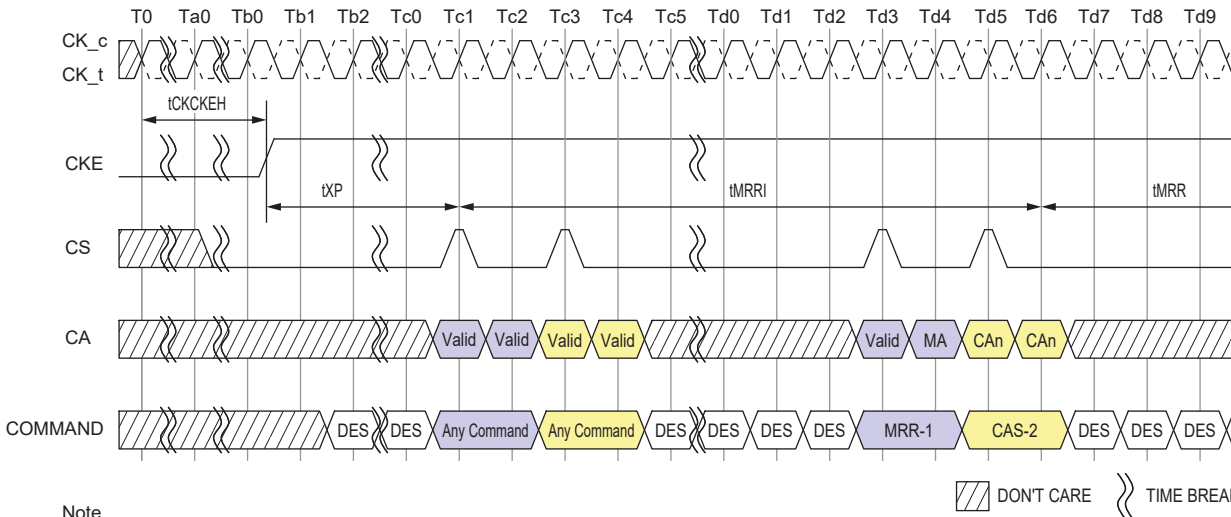 T0 Ta0 Tb0 Tb1 Tb2 Tc0 Tc1 Tc2 Tc3 Tc4 Tc5 Td0 Td1 Td2 Td3 Td4 Td5 Td6 Td7 Td8 Td9
CK_c
CK_t
tCKCKEH
CKE
tXP tMRRI tMRR
CS
CA Valid Valid Valid Valid Valid MA CAn CAn
COMMAND DES DES Any Command Any Command DES DES DES DES MRR-1 CAS-2 DES DES DES
DON'T CARE TIME BREA
Note